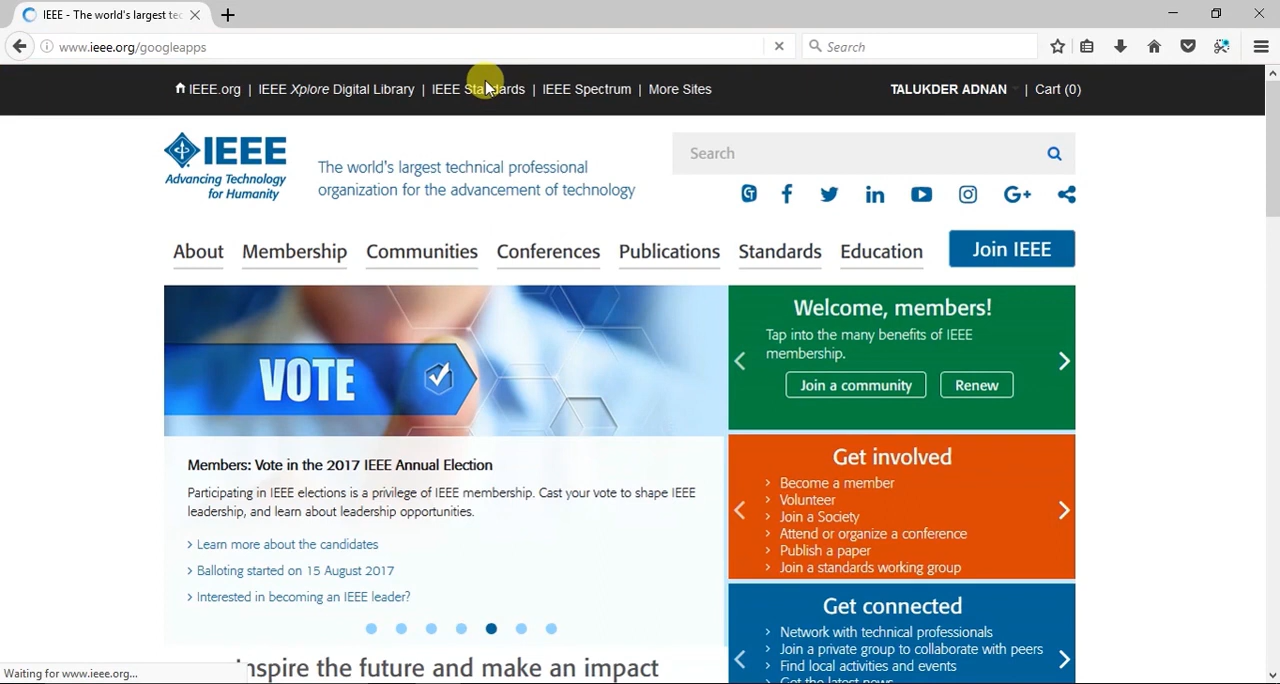 IEEE - The world's largest te
www.ieee.org/googleapps
Search
IEEE.org | IEEE Xplore Digital Library | IEEE Standards | IEEE Spectrum | More Sites
TALUKDER ADNAN | Cart (0)
IEEE
Advancing Technology
for Humanity
The world's largest technical professional
organization for the advancement of technology
Search
G+
About Membership Communities Conferences Publications Standards Education Join IEEE
VOTE
Members: Vote in the 2017 IEEE Annual Election
Participating in IEEE elections is a privilege of IEEE membership. Cast your vote to shape IEEE
leadership, and learn about leadership opportunities.
> Learn more about the candidates
> Balloting started on 15 August 2017
> Interested in becoming an IEEE leader?
Inspire the future and make an impact
Welcome, members!
Tap into the many benefits of IEEE
membership.
Join a community Renew
Get involved
> Become a member
> Volunteer
> Join a Society
> Attend or organize a conference
> Publish a paper
> Join a standards working group
Get connected
> Network with technical professionals
> Join a private group to collaborate with peers
> Find local activities and events
> Get the latest news
Waiting for www.ieee.org...